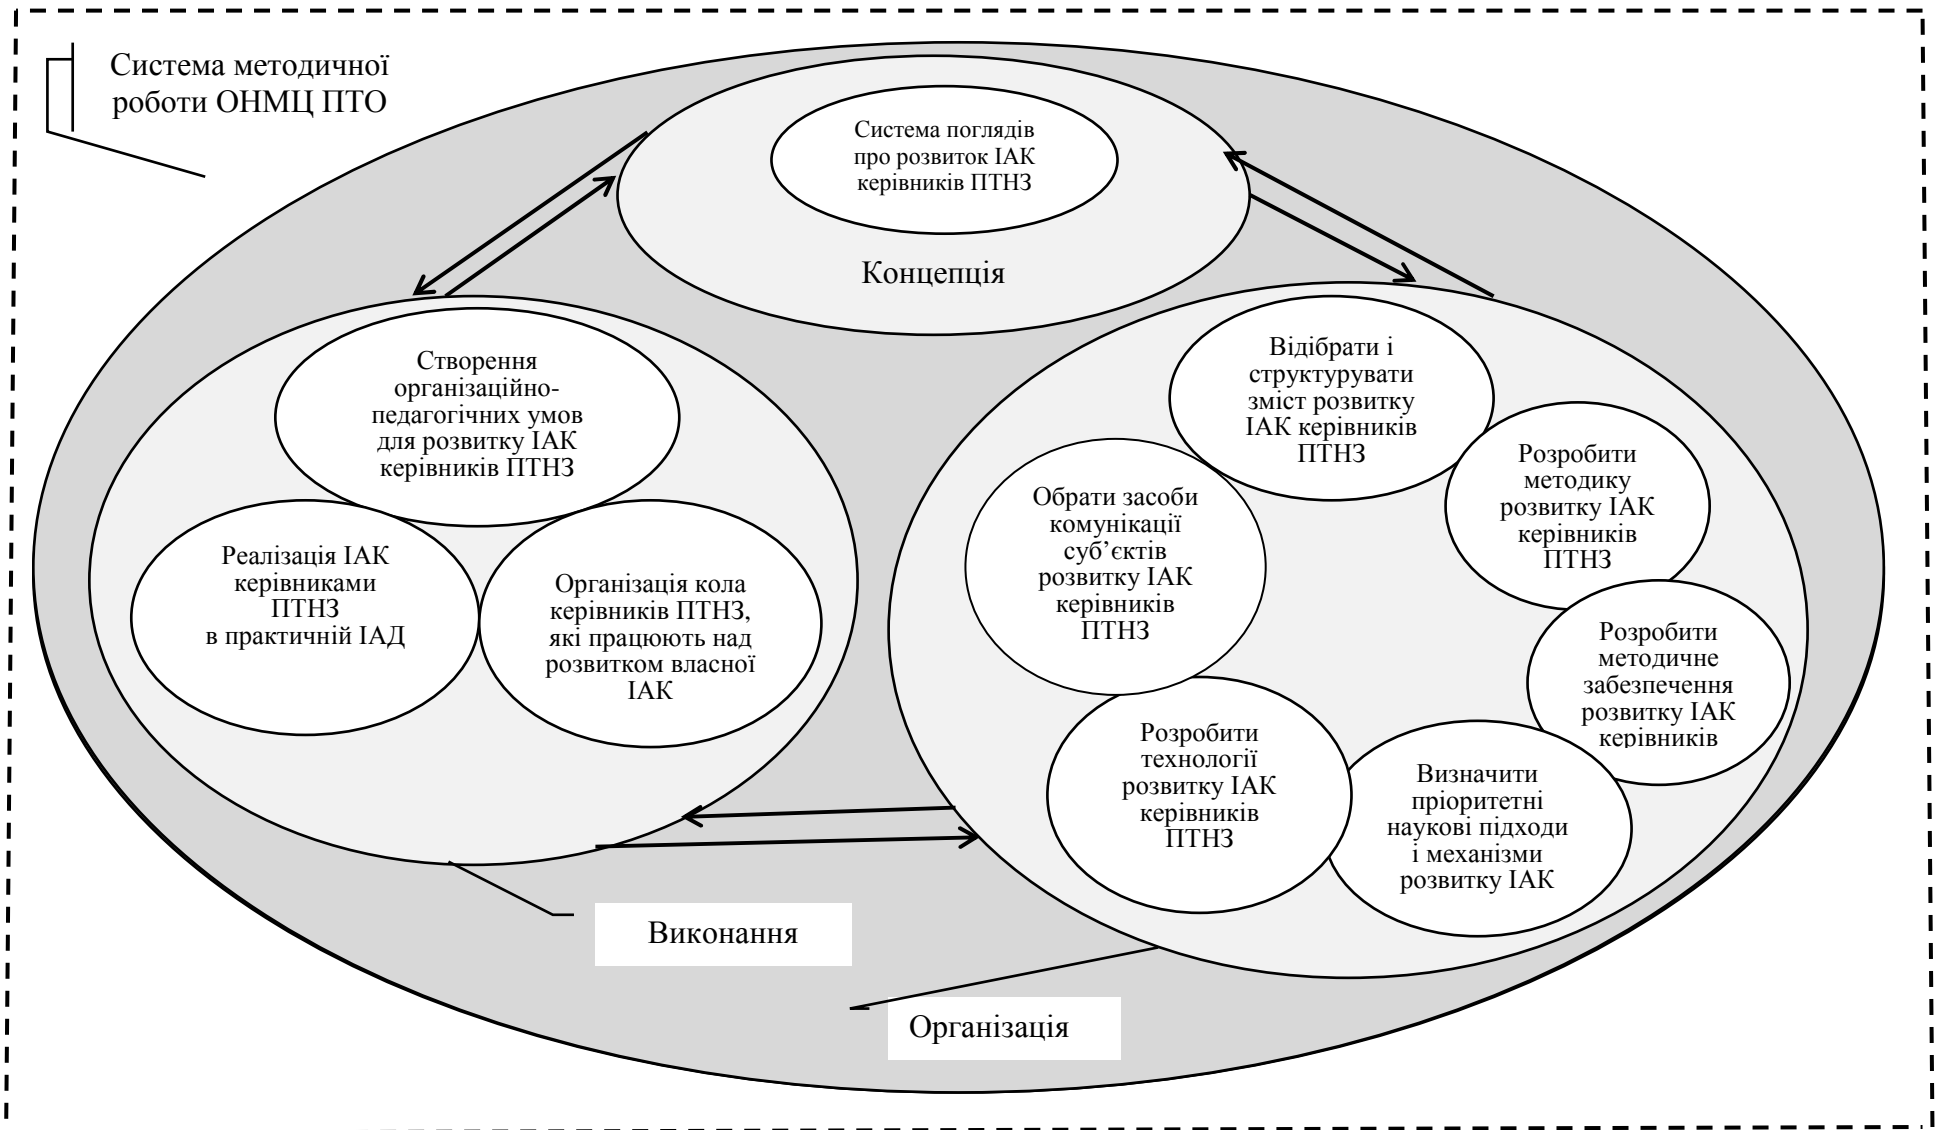 Система методичної
роботи ОНМЦ ПТО
Система поглядів
про розвиток ІАК
керівників ПТНЗ
Концепція
Створення
організаційно-
педагогічних умов
для розвитку ІАК
керівників ПТНЗ
Реалізація ІАК
керівниками
ПТНЗ
в практичній ІАД
Організація кола
керівників ПТНЗ,
які працюють над
розвитком власної
ІАК
Відібрати і
структурувати
зміст розвитку
ІАК керівників
ПТНЗ
Розробити
методику
розвитку ІАК
керівників
ПТНЗ
Обрати засоби
комунікації
суб’єктів
розвитку ІАК
керівників
ПТНЗ
Розробити
методичне
забезпечення
розвитку ІАК
керівників
Розробити
технології
розвитку ІАК
керівників
ПТНЗ
Визначити
пріоритетні
наукові підходи
і механізми
розвитку ІАК
Виконання
Організація